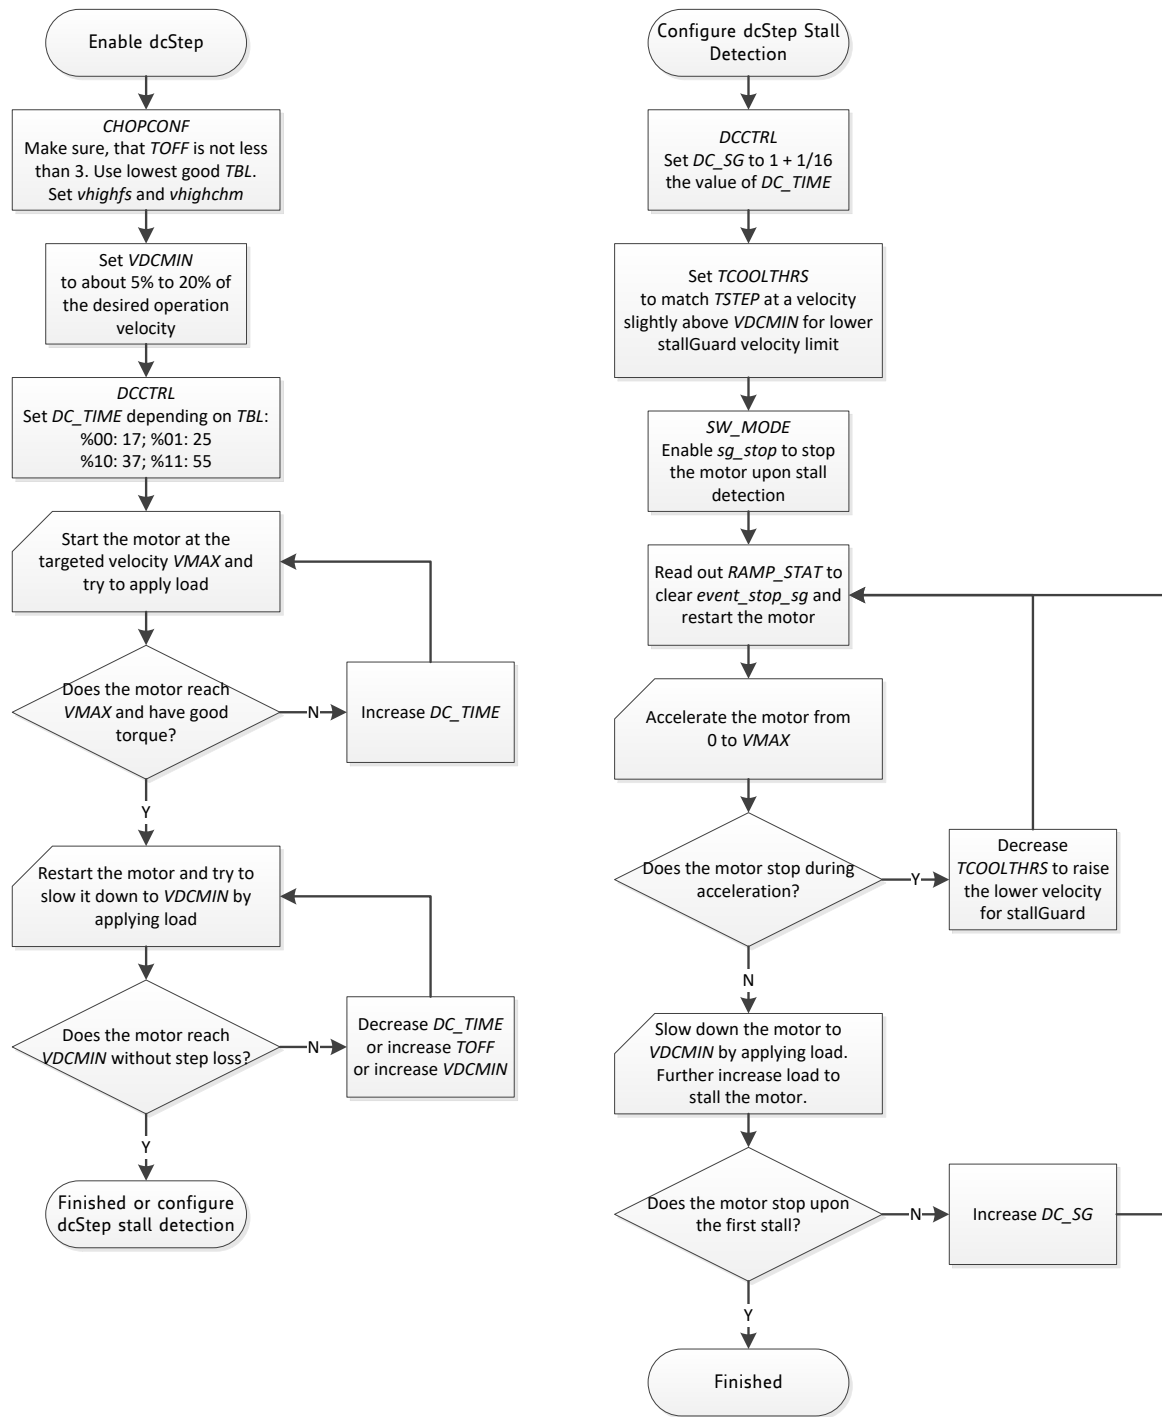 Enable dcStep
CHOPCONF
Make sure, that TOFF is not less
than 3. Use lowest good TBL.
Set vhighfs and vhighchm
Set VDCMIN
to about 5% to 20% of
the desired operation
velocity
DCCTRL
Set DC_TIME depending on TBL:
%00: 17; %01: 25
%10: 37; %11: 55
Start the motor at the
targeted velocity VMAX and
try to apply load
Does the motor reach
VMAX and have good
torque?
N
Increase DC_TIME
Y
Restart the motor and try to
slow it down to VDCMIN by
applying load
Does the motor reach
VDCMIN without step loss?
N
Decrease DC_TIME
or increase TOFF
or increase VDCMIN
Y
Finished or configure
dcStep stall detection
Configure dcStep Stall
Detection
DCCTRL
Set DC_SG to 1 + 1/16
the value of DC_TIME
Set TCOOLTHRS
to match TSTEP at a velocity
slightly above VDCMIN for lower
stallGuard velocity limit
SW_MODE
Enable sg_stop to stop
the motor upon stall
detection
Read out RAMP_STAT to
clear event_stop_sg and
restart the motor
Accelerate the motor from
0 to VMAX
Does the motor stop during
acceleration?
Y
Decrease
TCOOLTHRS to raise
the lower velocity
for stallGuard
N
Slow down the motor to
VDCMIN by applying load.
Further increase load to
stall the motor.
Does the motor stop upon
the first stall?
N
Increase DC_SG
Y
Finished